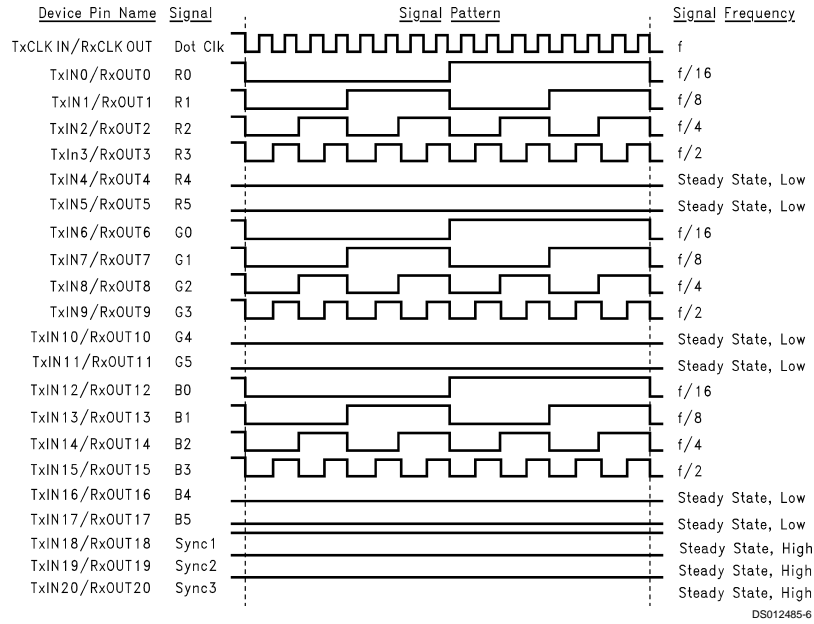 Device Pin Name Signal Signal Pattern Signal Frequency
TxCLK IN/RxCLK OUT Dot Clk f
TxIN0/RxOUT0 R0 f/16
TxIN1/RxOUT1 R1 f/8
TxIN2/RxOUT2 R2 f/4
TxIn3/RxOUT3 R3 f/2
TxIN4/RxOUT4 R4 Steady State, Low
TxIN5/RxOUT5 R5 Steady State, Low
TxIN6/RxOUT6 G0 f/16
TxIN7/RxOUT7 G1 f/8
TxIN8/RxOUT8 G2 f/4
TxIN9/RxOUT9 G3 f/2
TxIN10/RxOUT10 G4 Steady State, Low
TxIN11/RxOUT11 G5 Steady State, Low
TxIN12/RxOUT12 B0 f/16
TxIN13/RxOUT13 B1 f/8
TxIN14/RxOUT14 B2 f/4
TxIN15/RxOUT15 B3 f/2
TxIN16/RxOUT16 B4 Steady State, Low
TxIN17/RxOUT17 B5 Steady State, Low
TxIN18/RxOUT18 Sync1 Steady State, High
TxIN19/RxOUT19 Sync2 Steady State, High
TxIN20/RxOUT20 Sync3 Steady State, High
DS012485-6